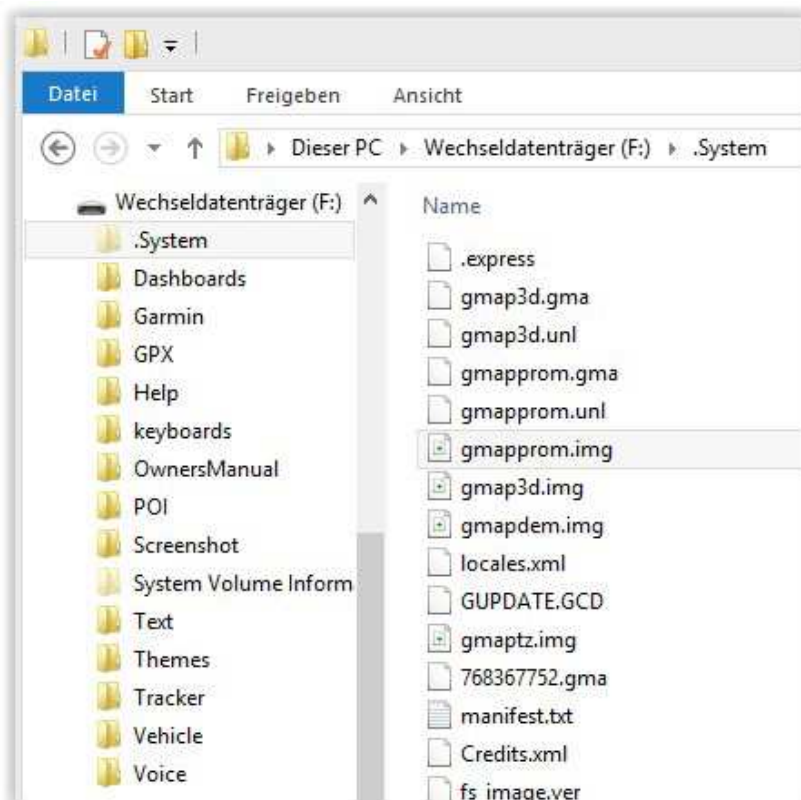 Datei Start Freigeben Ansicht
Dieser PC Wechseldatenträger (F:) .System
Wechseldatenträger (F:)
.System
Dashboards
Garmin
GPX
Help
keyboards
OwnersManual
POI
Screenshot
System Volume Inform
Text
Themes
Tracker
Vehicle
Voice
Name
.express
gmap3d.gma
gmap3d.unl
gmapprom.gma
gmapprom.unl
gmapprom.img
gmap3d.img
gmapdem.img
locales.xml
GUPDATE.GCD
gmaptz.img
768367752.gma
manifest.txt
Credits.xml
fs_image.ver